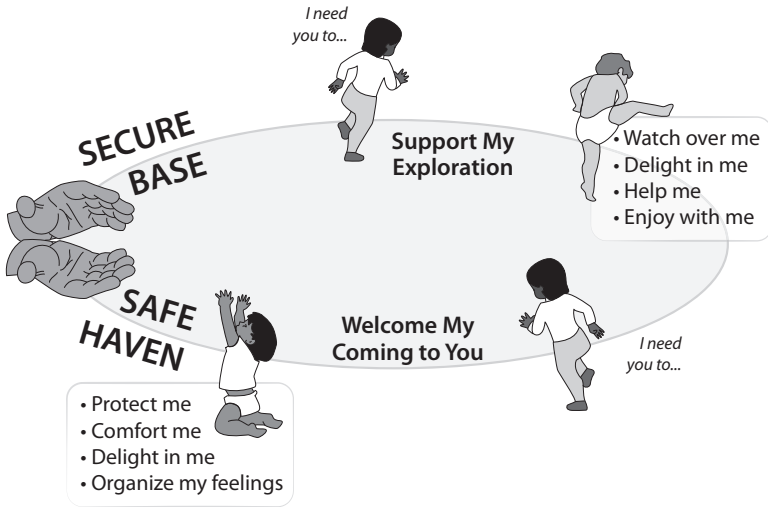 I need
you to...
SECURE
BASE
Support My
Exploration
• Watch over me
• Delight in me
• Help me
• Enjoy with me
SAFE
HAVEN
Welcome My
Coming to You
I need
you to...
• Protect me
• Comfort me
• Delight in me
• Organize my feelings